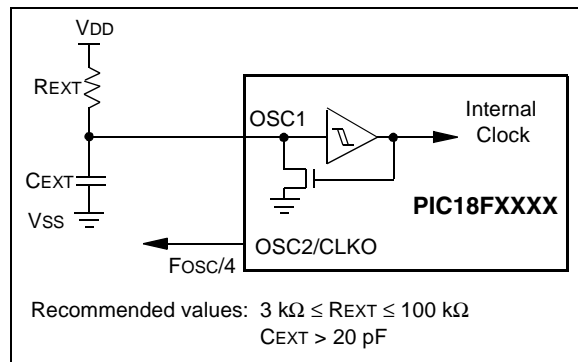 VDD
REXT
OSC1
Internal
Clock
CEXT
PIC18FXXXX
VSS
OSC2/CLKO
FOSC/4
Recommended values: 3 kΩ ≤ REXT ≤ 100 kΩ
CEXT > 20 pF